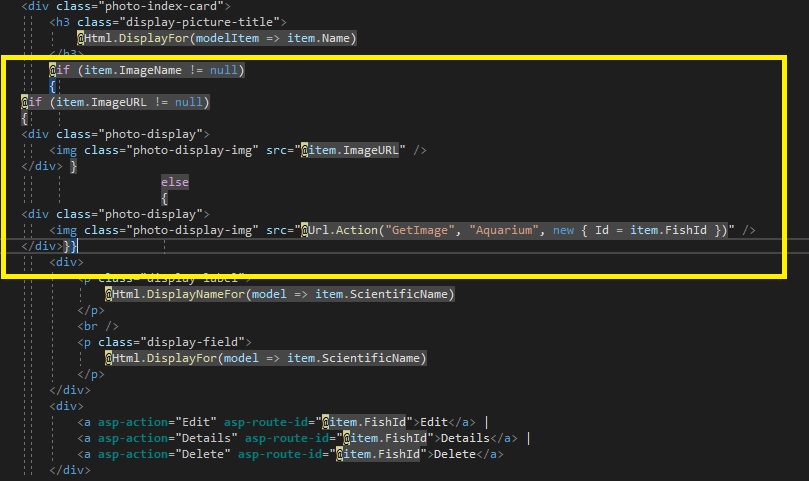 <div class="photo-index-card">
<h3 class="display-picture-title">
@Html.DisplayFor(modelItem => item.Name)
</h3>
@if (item.ImageName != null)
{
@if (item.ImageURL != null)
{
<div class="photo-display">
<img class="photo-display-img" src="@item.ImageURL" />
</div> }
else
{
<div class="photo-display">
<img class="photo-display-img" src="@Url.Action("GetImage", "Aquarium", new { Id = item.FishId })" />
</div>}}
<div>
<p class="display-label">
@Html.DisplayNameFor(model => item.ScientificName)
</p>
<br />
<p class="display-field">
@Html.DisplayFor(model => item.ScientificName)
</p>
</div>
<div>
<a asp-action="Edit" asp-route-id="@item.FishId">Edit</a> |
<a asp-action="Details" asp-route-id="@item.FishId">Details</a> |
<a asp-action="Delete" asp-route-id="@item.FishId">Delete</a>
</div>